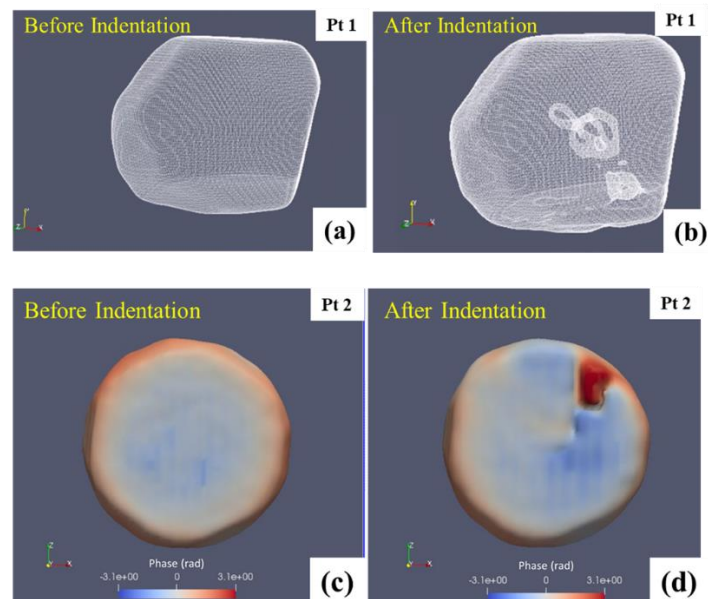 Before Indentation
Pt 1
(a)
After Indentation
Pt 1
(b)
Before Indentation
Pt 2
Phase (rad)
-3.1e+00 0 3.1e+00
(c)
After Indentation
Pt 2
Phase (rad)
-3.1e+00 0 3.1e+00
(d)